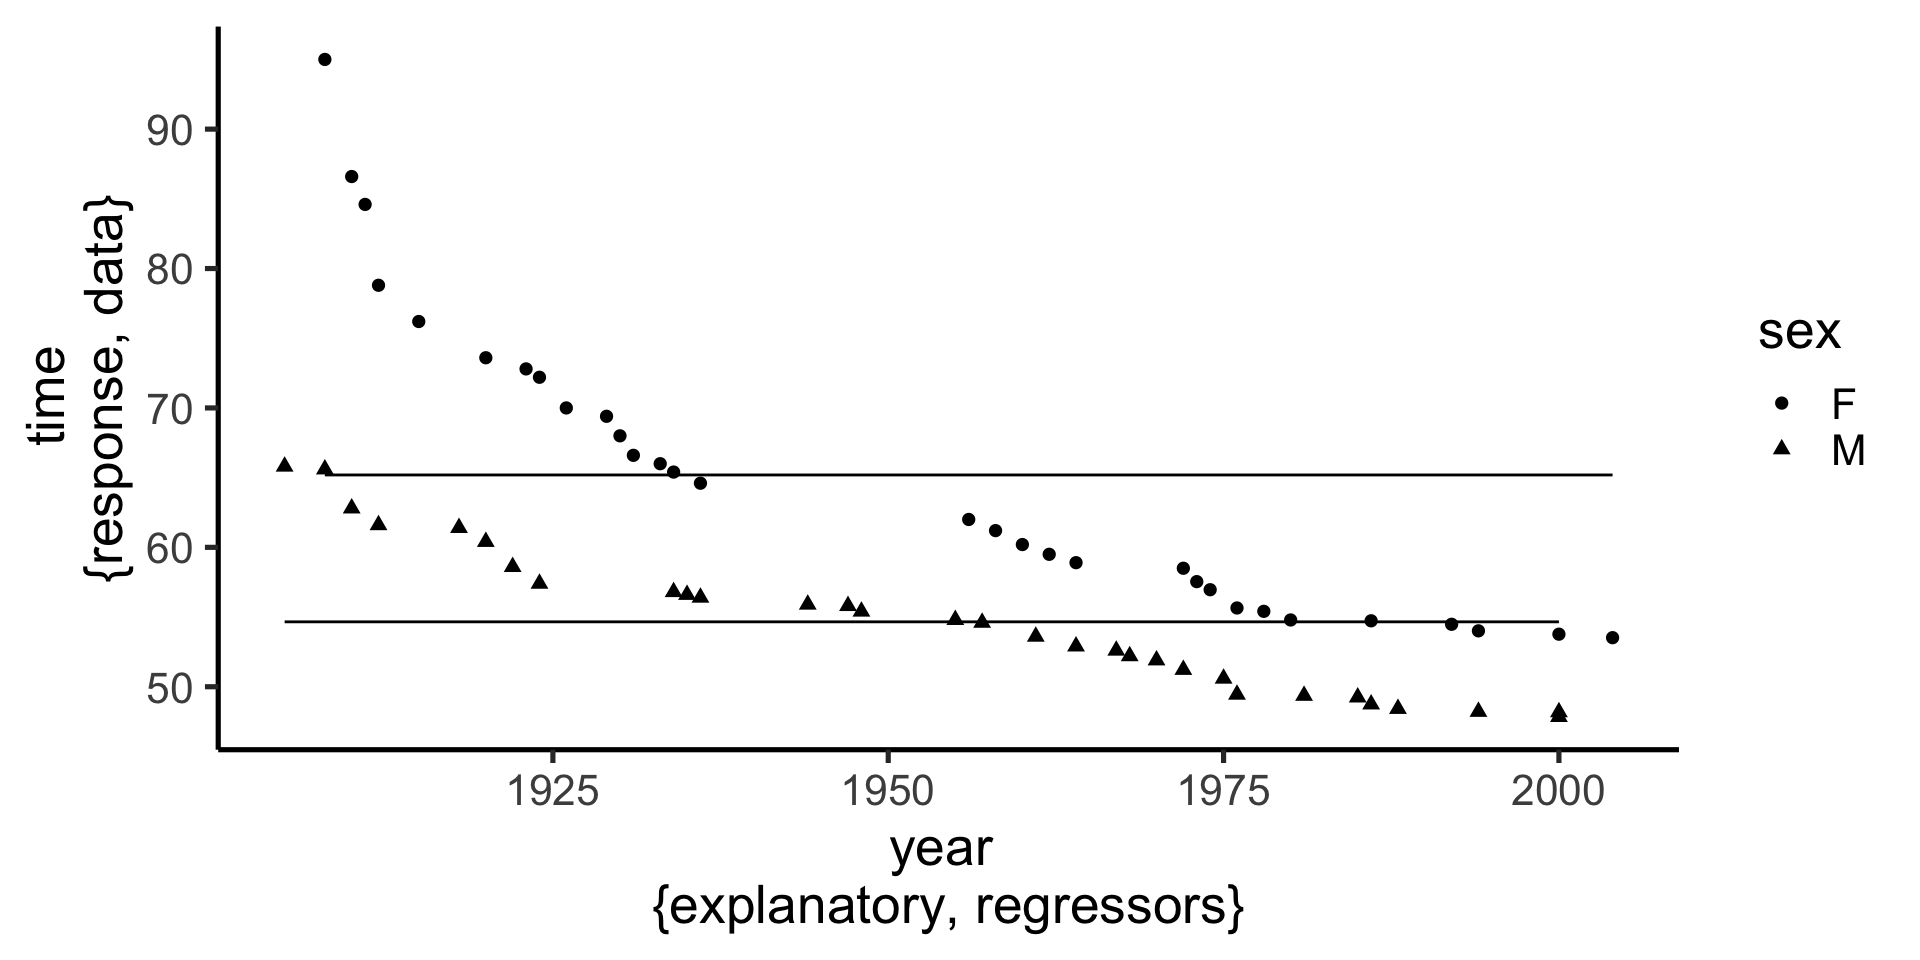 time
{response, data}
90
80
70
60
50
1925
1950
1975
2000
year
{explanatory, regressors}
sex
F
M